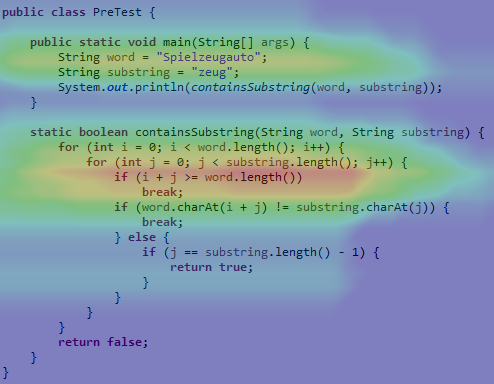 public class PreTest {
public static void main(String[] args) {
String word = "Spielzeugauto";
String substring = "zeug";
System.out.println(containsSubstring(word, substring));
}
static boolean containsSubstring(String word, String substring) {
for (int i = 0; i < word.length(); i++) {
for (int j = 0; j < substring.length(); j++) {
if (i + j >= word.length())
break;
if (word.charAt(i + j) != substring.charAt(j)) {
break;
} else {
if (j == substring.length() - 1) {
return true;
}
}
}
}
return false;
}
}